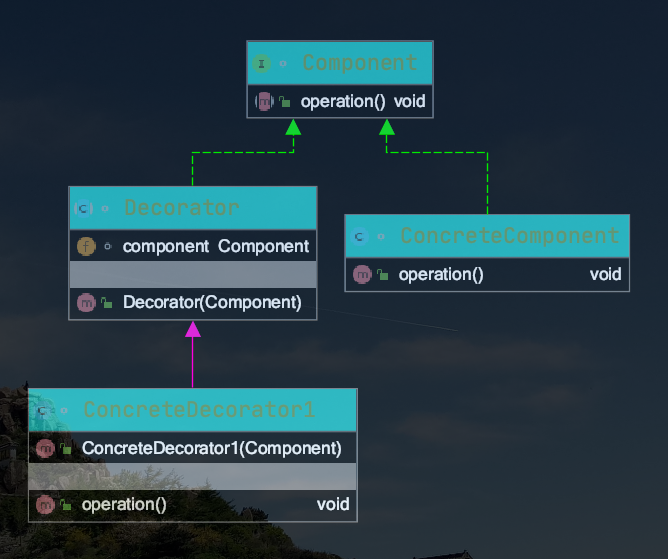 Component
operation() void
Decorator
component Component
Decorator(Component)
ConcreteComponent
operation() void
ConcreteDecorator1
ConcreteDecorator1(Component)
operation() void